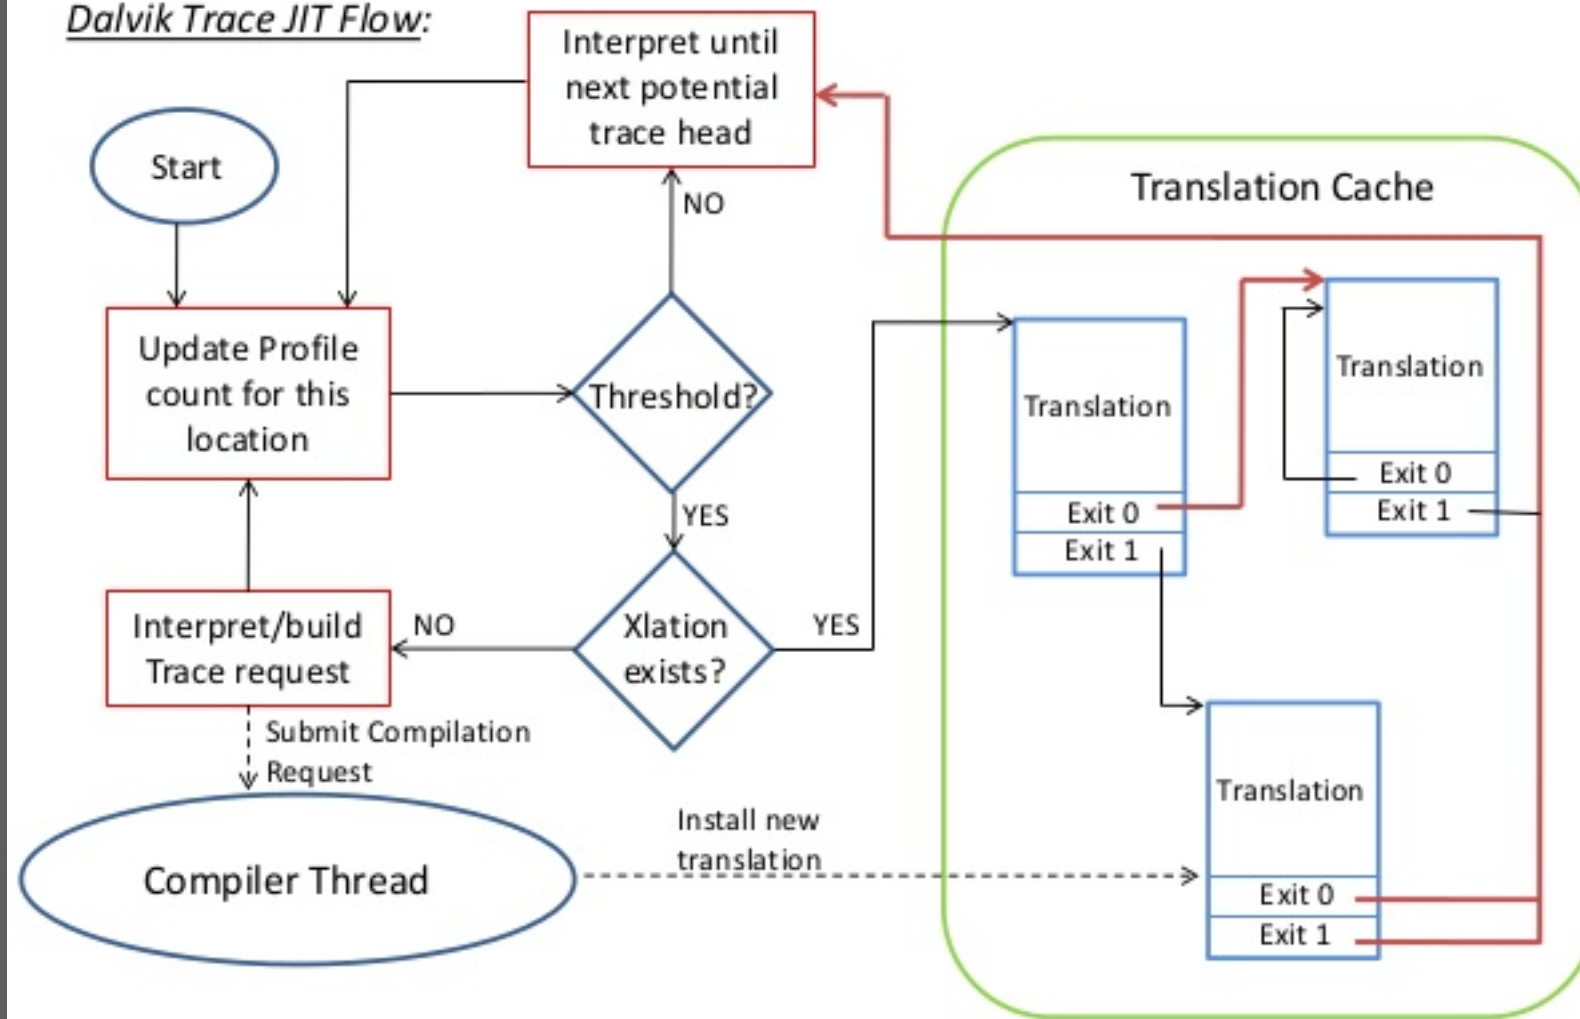 Dalvik Trace JIT Flow:
Interpret until
next potential
trace head
Start
NO
Translation Cache
Update Profile
count for this
location
Threshold?
YES
Translation
Exit 0
Exit 1
Translation
Exit 0
Exit 1
Interpret/build
Trace request
NO
Xlation
exists?
YES
Submit Compilation
Request
Compiler Thread
Install new
translation
Translation
Exit 0
Exit 1